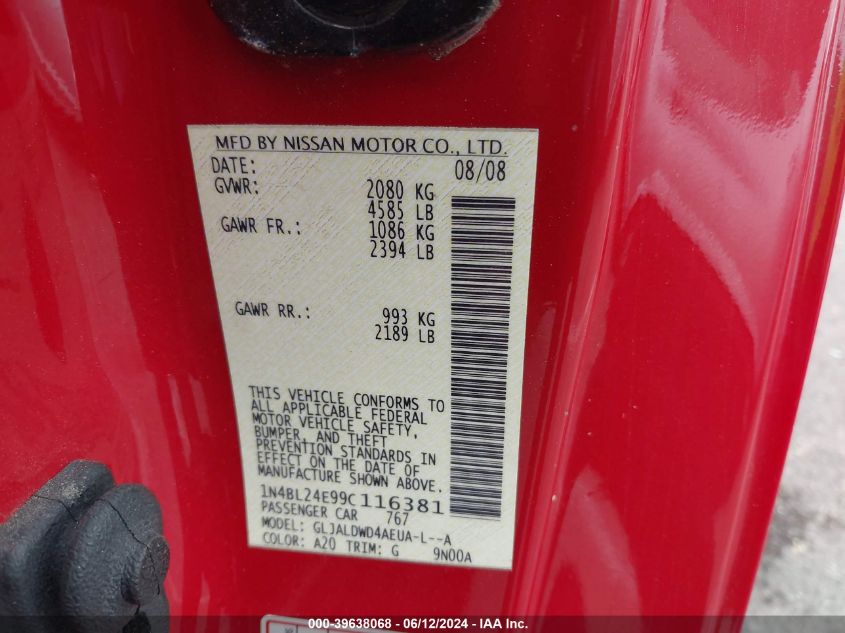 MFD BY NISSAN MOTOR CO., LTD.
DATE: 08/08
GVWR: 2080 KG
4585 LB
GAWR FR.: 1086 KG
2394 LB
GAWR RR.: 993 KG
2189 LB
THIS VEHICLE CONFORMS TO
ALL APPLICABLE FEDERAL
MOTOR VEHICLE SAFETY,
BUMPER, AND THEFT
PREVENTION STANDARDS IN
EFFECT ON THE DATE OF
MANUFACTURE SHOWN ABOVE.
1N4BL24E99C116381
PASSENGER CAR 767
MODEL: GLJALDWD4AEUA-L--A
COLOR: A20 TRIM: G 9N00A
000-39638068 - 06/12/2024 - IAA Inc.